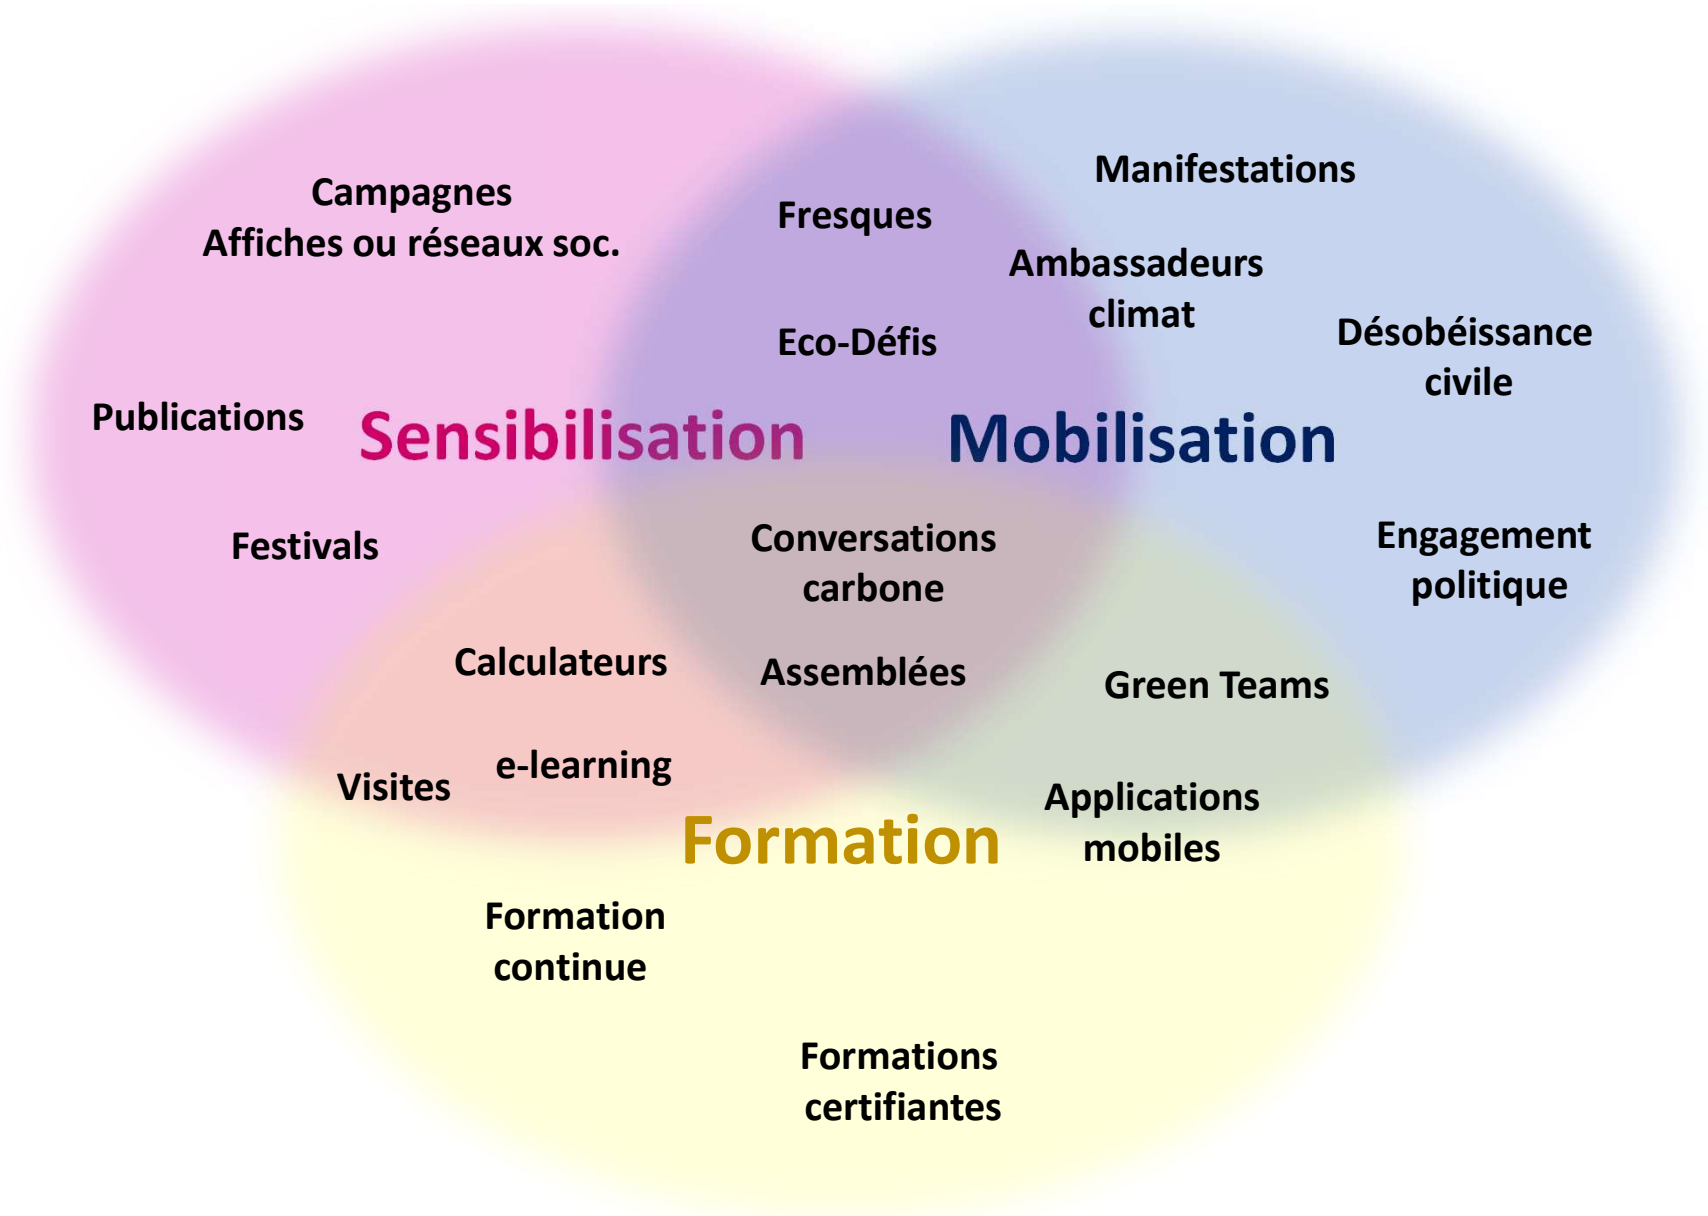 Campagnes
Affiches ou réseaux soc.
Fresques
Manifestations
Ambassadeurs
climat
Eco-Défis
Désobéissance
civile
Publications
Sensibilisation
Mobilisation
Festivals
Conversations
carbone
Engagement
politique
Calculateurs
Assemblées
Green Teams
Visites
e-learning
Applications
mobiles
Formation
Formation
continue
Formations
certifiantes